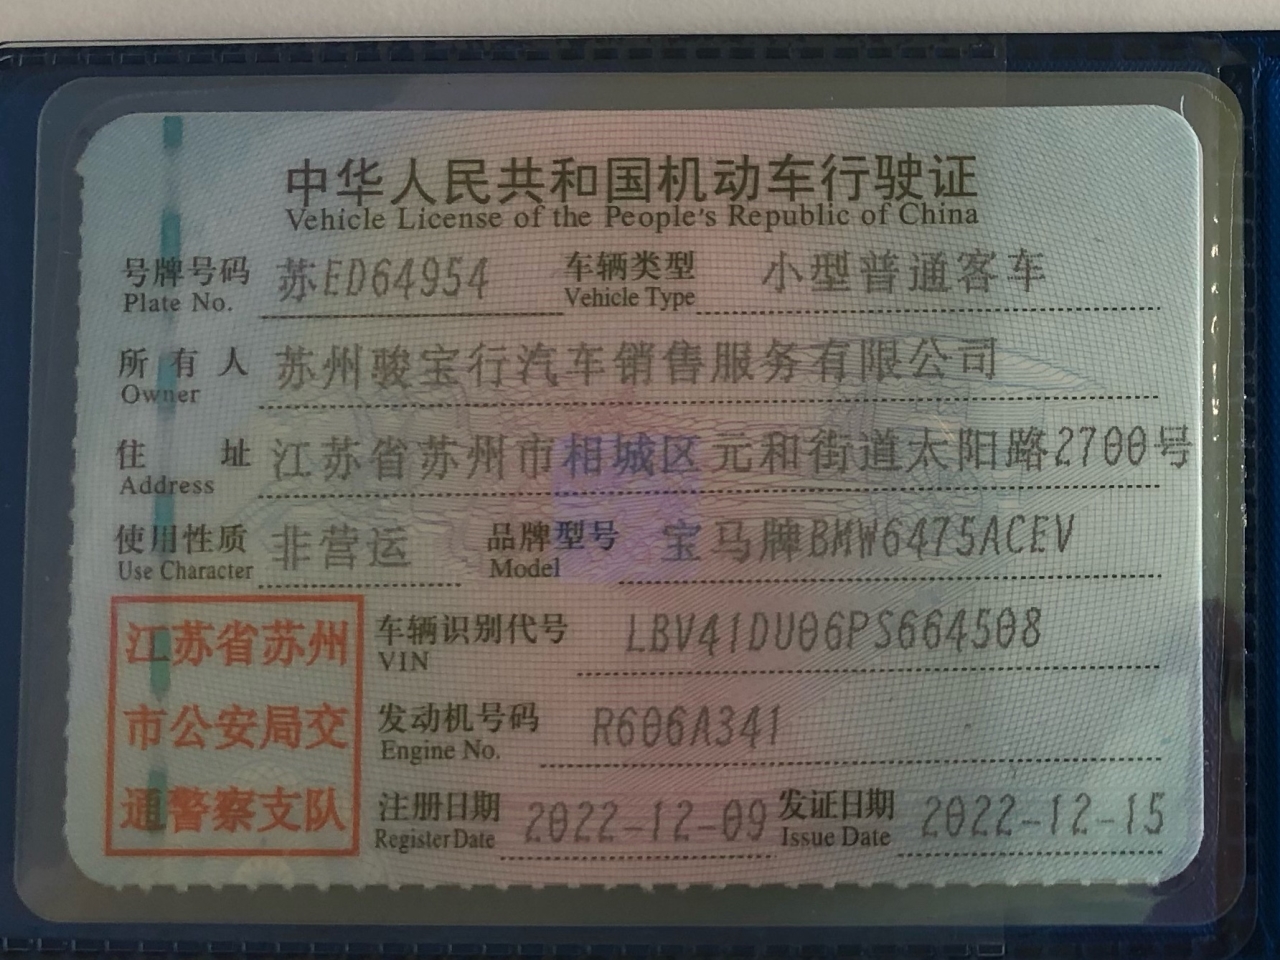 中华人民共和国机动车行驶证
Vehicle License of the People's Republic of China
号牌号码 苏ED64954 车辆类型 小型普通客车
Plate No. Vehicle Type
所有人 苏州骏宝行汽车销售服务有限公司
Owner
住址 江苏省苏州市相城区元和街道太阳路2700号
Address
使用性质 非营运 品牌型号 宝马牌BMW6475ACEV
Use Character Model
江苏省苏州
市公安局交
通警察支队
车辆识别代号 LBV41DU06PS664508
VIN
发动机号码 R606A341
Engine No.
注册日期 2022-12-09 发证日期 2022-12-15
Register Date Issue Date